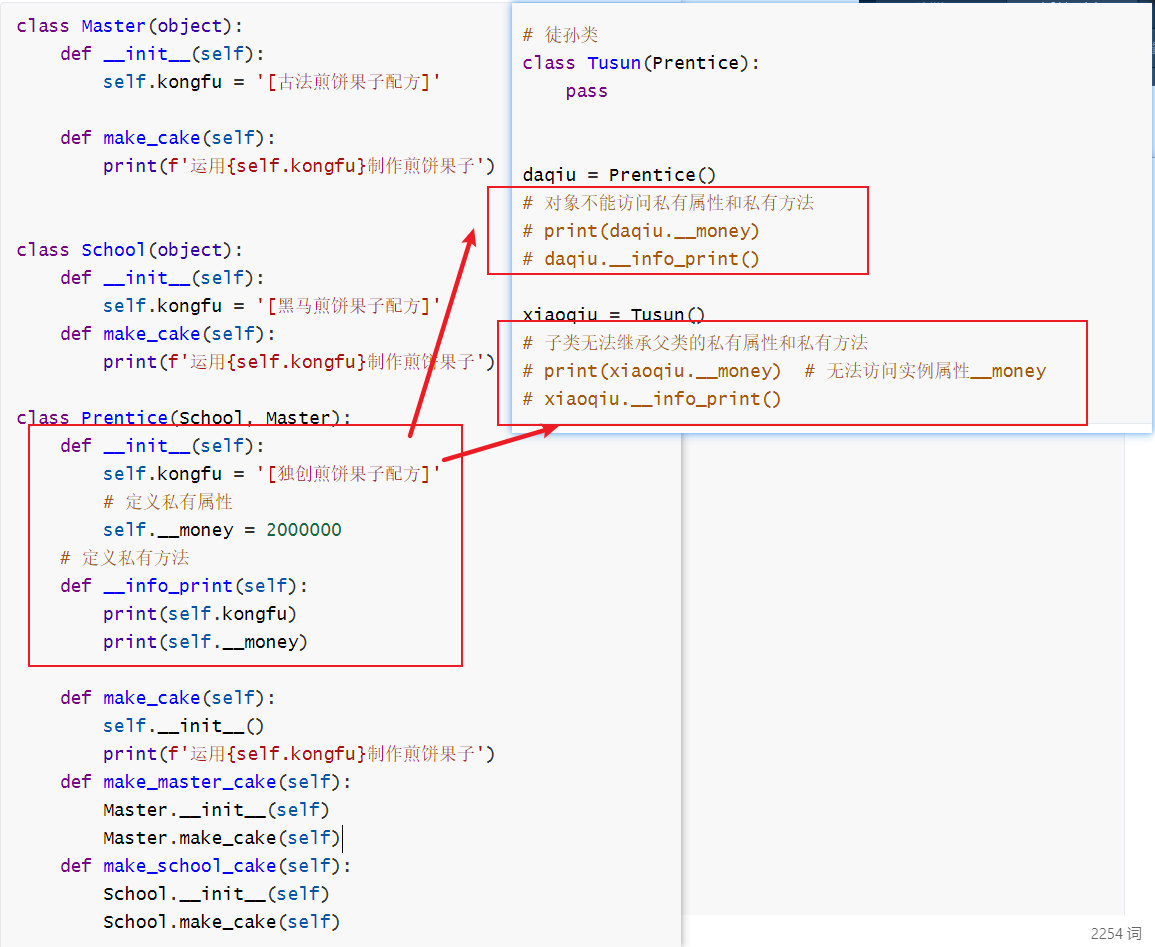 class Master(object):
    def __init__(self):
        self.kongfu = '[古法煎饼果子配方]'
    def make_cake(self):
        print(f'运用{self.kongfu}制作煎饼果子')
class School(object):
    def __init__(self):
        self.kongfu = '[黑马煎饼果子配方]'
    def make_cake(self):
        print(f'运用{self.kongfu}制作煎饼果子')
class Prentice(School, Master):
    def __init__(self):
        self.kongfu = '[独创煎饼果子配方]'
        # 定义私有属性
        self.__money = 2000000
    # 定义私有方法
    def __info_print(self):
        print(self.kongfu)
        print(self.__money)
    def make_cake(self):
        self.__init__()
        print(f'运用{self.kongfu}制作煎饼果子')
    def make_master_cake(self):
        Master.__init__(self)
        Master.make_cake(self)
    def make_school_cake(self):
        School.__init__(self)
        School.make_cake(self)
# 徒孙类
class Tusun(Prentice):
    pass
daqiu = Prentice()
# 对象不能访问私有属性和私有方法
# print(daqiu.__money)
# daqiu.__info_print()
xiaoqiu = Tusun()
# 子类无法继承父类的私有属性和私有方法
# print(xiaoqiu.__money)  # 无法访问实例属性__money
# xiaoqiu.__info_print()
2254 词